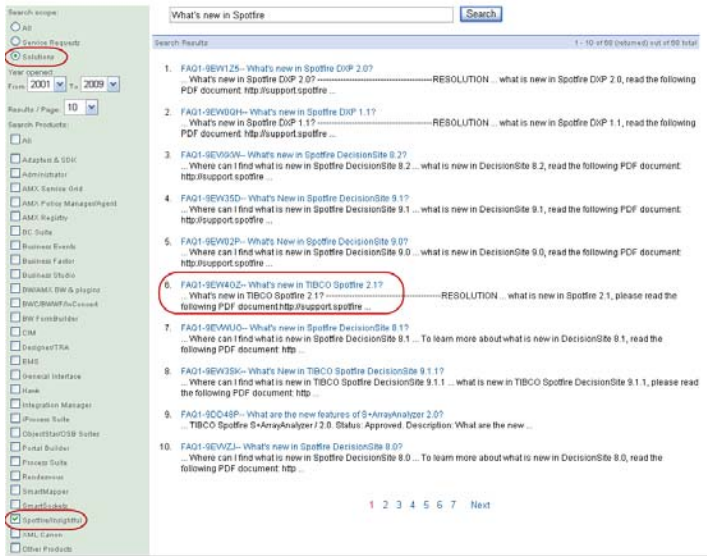 Search scope:
All
Service Requests
Solutions
Year opened:
From 2001 To 2009
Results / Page: 10
Search Products:
All
Adapters & SDK
Administrator
AMX Service Grid
AMX Policy Manager/Agent
AMX Registry
BC Suite
Business Events
Business Factor
Business Studio
BW/AMX BW & plugins
BWC/BWWF/InConcert
BW FormBuilder
CIM
Designer/TRA
EMS
General Interface
Hawk
Integration Manager
iProcess Suite
ObjectStar/OSB Suites
Portal Builder
Process Suite
Rendezvous
SmartMapper
SmartSockets
Spotfire/Insightful
XML Canon
Other Products
What's new in Spotfire
Search
Search Results
1 - 10 of 68 (returned) out of 68 total
1. FAQ1-9EW1Z5-- What's new in Spotfire DXP 2.0?
... What's new in Spotfire DXP 2.0? ------------------------------RESOLUTION ... what is new in Spotfire DXP 2.0, read the following
PDF document: http://support.spotfire ...
2. FAQ1-9EW0QH-- What's new in Spotfire DXP 1.1?
... What's new in Spotfire DXP 1.1? ------------------------------RESOLUTION ... what is new in Spotfire DXP 1.1, read the following
PDF document: http://support.spotfire ...
3. What's new in Spotfire DecisionSite 8.2?
... Where can I find what is new in Spotfire DecisionSite 8.2 ... what is new in DecisionSite 8.2, read the following PDF document:
http://support.spotfire ...
4. FAQ1-9EW35D-- What's New in Spotfire DecisionSite 9.1?
... Where can I find what is new in Spotfire DecisionSite 9.1 ... what is new in DecisionSite 9.1, read the following PDF document:
http://support.spotfire ...
5. FAQ1-9EW02P-- What's new in Spotfire DecisionSite 9.0?
... Where can I find what is new in Spotfire DecisionSite 9.0 ... what is new in DecisionSite 9.0, read the following PDF document:
http://support.spotfire ...
6. FAQ1-9EW4OZ-- What's new in TIBCO Spotfire 2.1?
... What's new in TIBCO Spotfire 2.1? ------------------------------RESOLUTION ... what is new in Spotfire 2.1, please read the
following PDF document:http://support.spotfire ...
7. FAQ1-9EVWUO-- What's new in Spotfire DecisionSite 8.1?
... Where can I find what is new in Spotfire DecisionSite 8.1 ... To learn more about what is new in DecisionSite 8.1, read the
following PDF document: http ...
8. FAQ1-9EW3SK-- What's New in TIBCO Spotfire DecisionSite 9.1.1?
... Where can I find what is new in TIBCO Spotfire DecisionSite 9.1.1 ... what is new in TIBCO Spotfire DecisionSite 9.1.1, please read
the following PDF document: http ...
9. FAQ1-9DD48P-- What are the new features of S+ArrayAnalyzer 2.0?
... TIBCO Spotfire S+ArrayAnalyzer / 2.0. Status: Approved. Description: What are the new ...
10. FAQ1-9EVVZJ-- What's new in Spotfire DecisionSite 8.0?
... Where can I find what is new in Spotfire DecisionSite 8.0 ... To learn more about what is new in DecisionSite 8.0, read the
following PDF document: http ...
1 2 3 4 5 6 7 Next